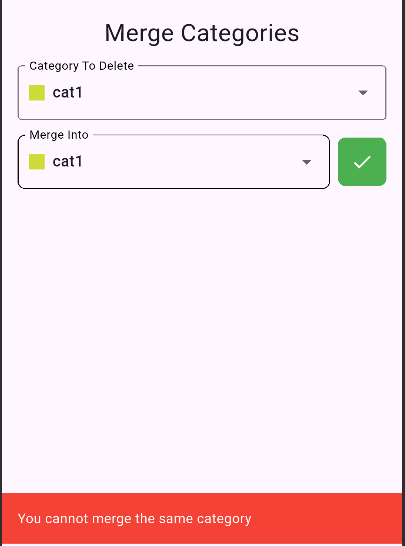 Merge Categories
Category To Delete
cat1
Merge Into
cat1
You cannot merge the same category